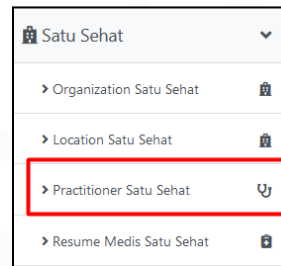 Satu Sehat
Organization Satu Sehat
Location Satu Sehat
Practitioner Satu Sehat
Resume Medis Satu Sehat